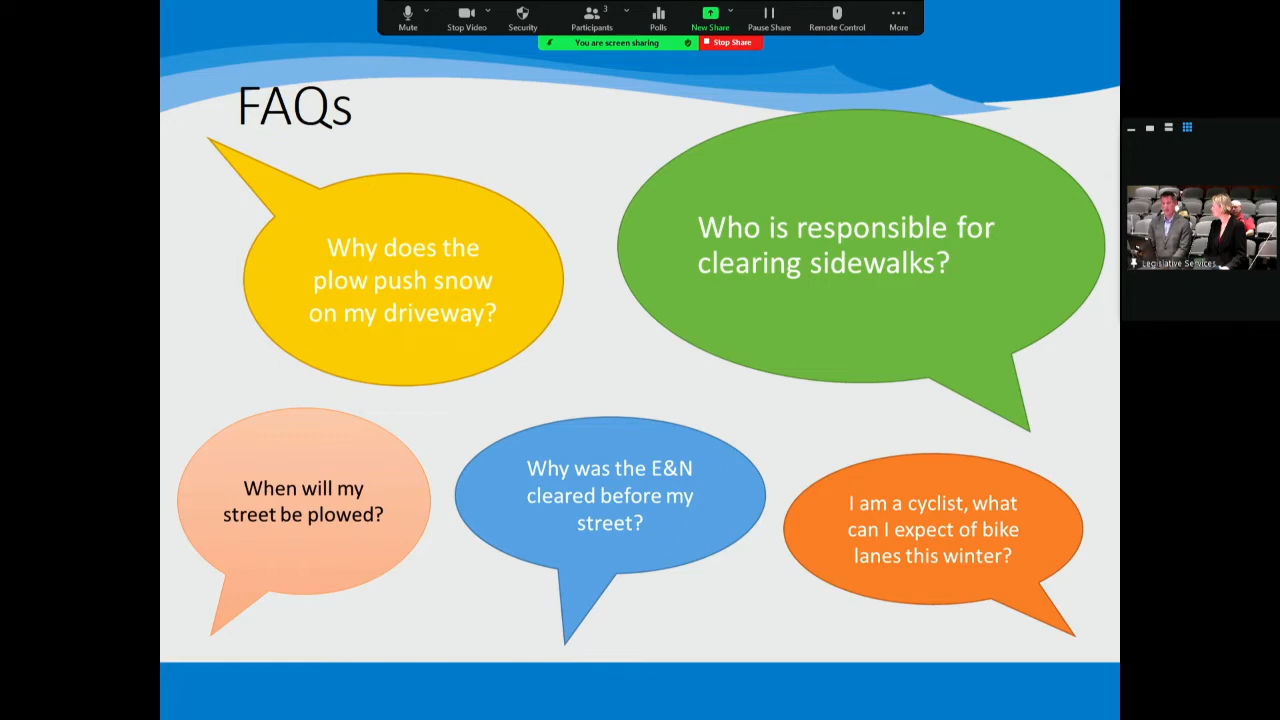 Mute
Stop Video
Security
3
Participants
Polls
New Share
Pause Share
Remote Control
More
You are screen sharing
Stop Share
FAQs
Why does the
plow push snow
on my driveway?
Who is responsible for
clearing sidewalks?
When will my
street be plowed?
Why was the E&N
cleared before my
street?
I am a cyclist, what
can I expect of bike
lanes this winter?
Legislative Services